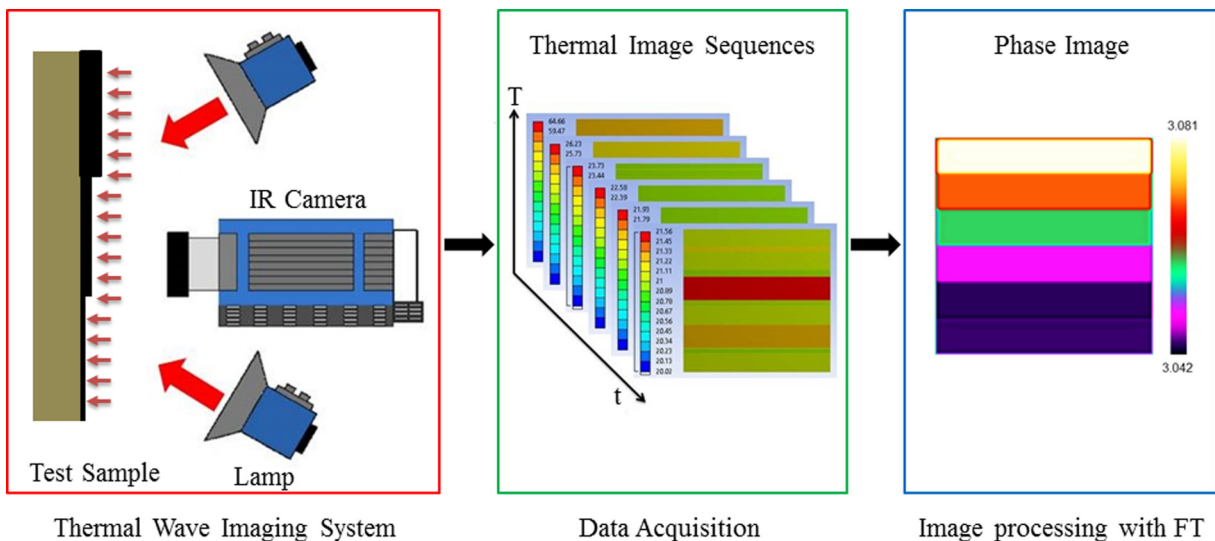 Thermal Image Sequences
Phase Image
T
64.66
59.47
26.23
25.73
23.73
23.44
22.58
22.39
21.93
21.79
21.56
21.45
21.33
21.22
21.11
21
20.89
20.78
20.67
20.56
20.45
20.34
20.23
20.13
20.02
t
3.081
3.042
IR Camera
Test Sample
Lamp
Thermal Wave Imaging System
Data Acquisition
Image processing with FT